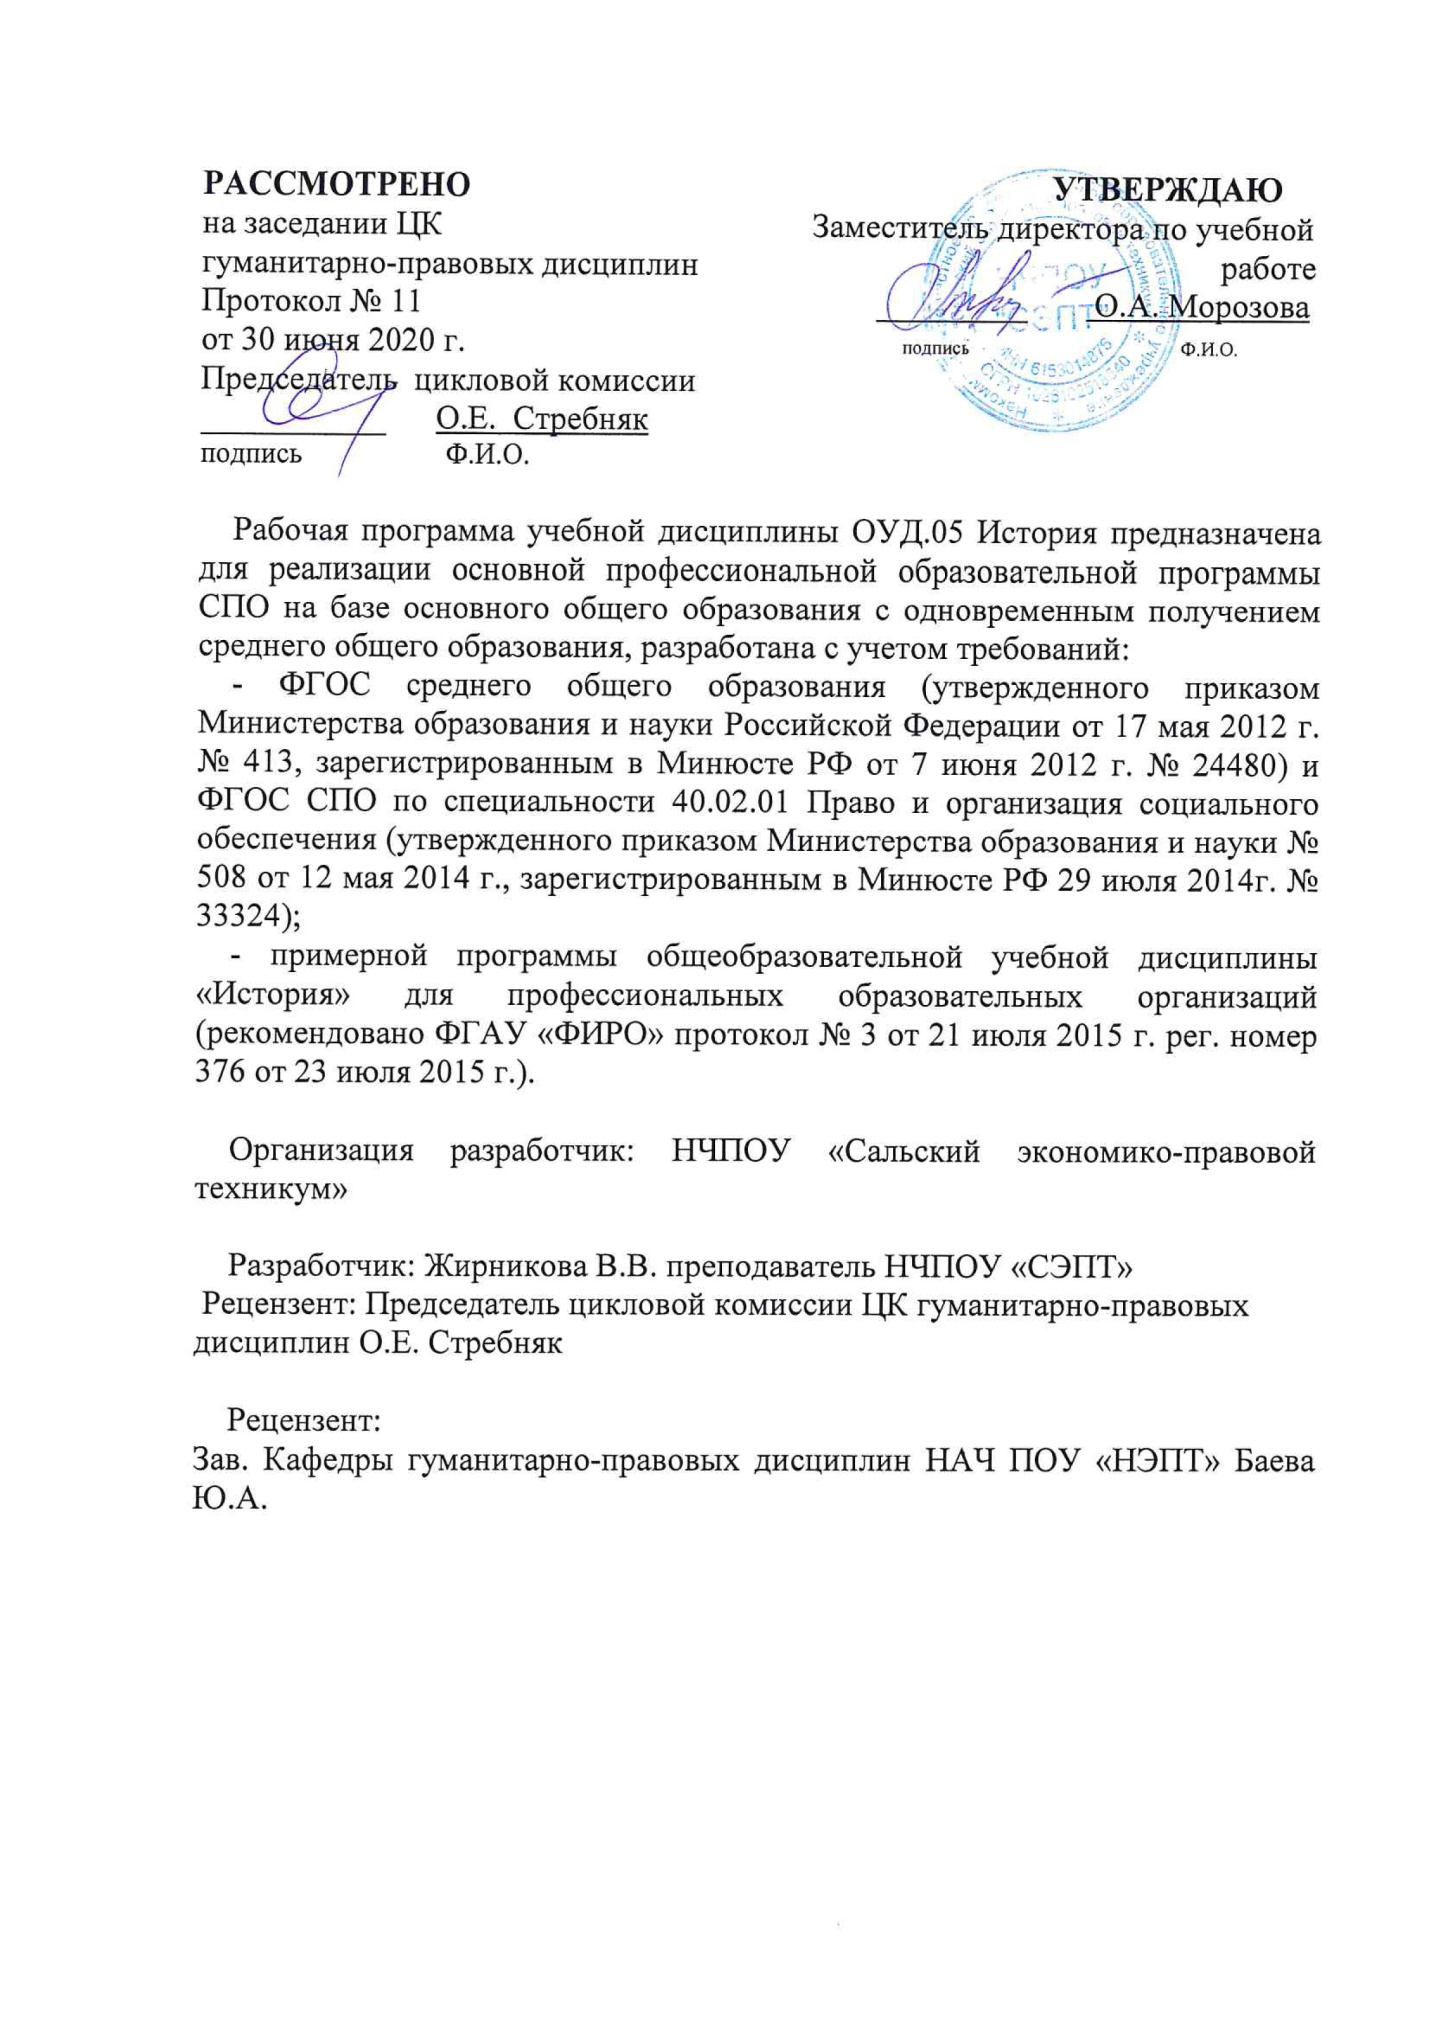 РАССМОТРЕНО
на заседании ЦК
гуманитарно-правовых дисциплин
Протокол № 11
от 30 июня 2020 г.
Председатель цикловой комиссии
О.Е. Стребняк
подпись Ф.И.О.
УТВЕРЖДАЮ
Заместитель директора по учебной
работе
О.А. Морозова
подпись Ф.И.О.
"СЭПТ"
ИНН 6153014875
ОГРН
Рабочая программа учебной дисциплины ОУД.05 История предназначена
для реализации основной профессиональной образовательной программы
СПО на базе основного общего образования с одновременным получением
среднего общего образования, разработана с учетом требований:
- ФГОС среднего общего образования (утвержденного приказом
Министерства образования и науки Российской Федерации от 17 мая 2012 г.
№ 413, зарегистрированным в Минюсте РФ от 7 июня 2012 г. № 24480) и
ФГОС СПО по специальности 40.02.01 Право и организация социального
обеспечения (утвержденного приказом Министерства образования и науки №
508 от 12 мая 2014 г., зарегистрированным в Минюсте РФ 29 июля 2014г. №
33324);
- примерной программы общеобразовательной учебной дисциплины
«История» для профессиональных образовательных организаций
(рекомендовано ФГАУ «ФИРО» протокол № 3 от 21 июля 2015 г. рег. номер
376 от 23 июля 2015 г.).
Организация разработчик: НЧПОУ «Сальский экономико-правовой
техникум»
Разработчик: Жирникова В.В. преподаватель НЧПОУ «СЭПТ»
Рецензент: Председатель цикловой комиссии ЦК гуманитарно-правовых
дисциплин О.Е. Стребняк
Рецензент:
Зав. Кафедры гуманитарно-правовых дисциплин НАЧ ПОУ «НЭПТ» Баева
Ю.А.